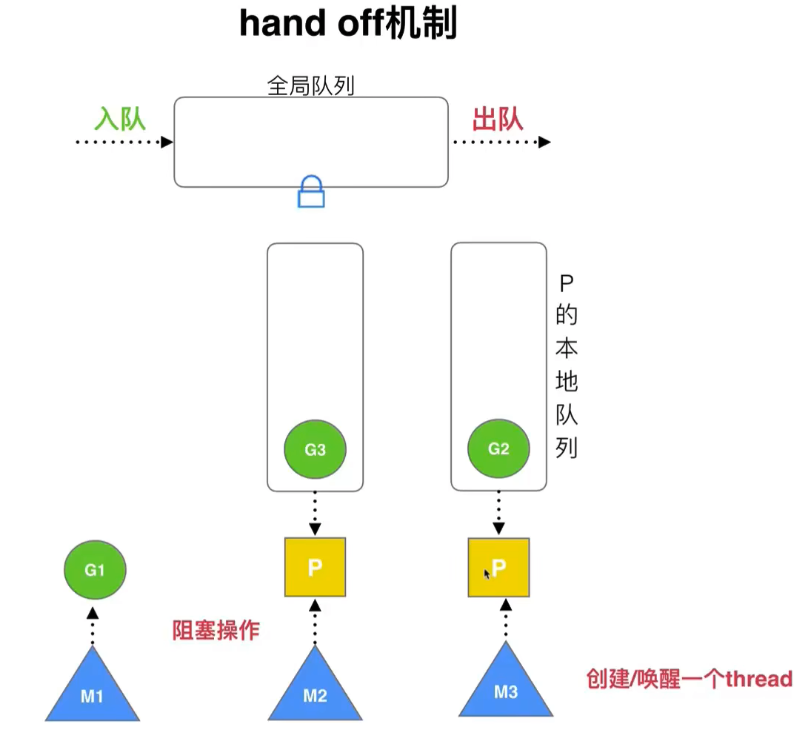 hand off机制
全局队列
入队
出队
P的本地队列
G3
G2
G1
P
P
阻塞操作
M1
M2
M3
创建/唤醒一个thread